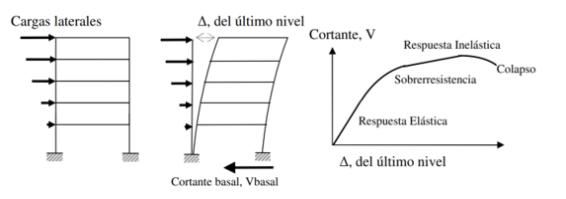 Cargas laterales
Δ, del último nivel
Cortante basal, Vbasal
Cortante, V
Respuesta Inelástica
Colapso
Sobrerresistencia
Respuesta Elástica
Δ, del último nivel